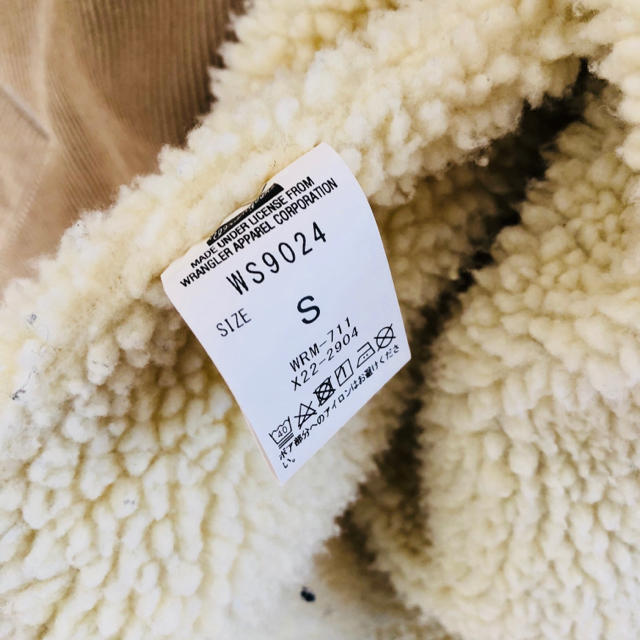 MADE UNDER LICENSE FROM
WRANGLER APPAREL CORPORATION
WS9024
SIZE S
WRM-711
X22-2904
40
ボア部分へのアイロンはお避けくださ
い。